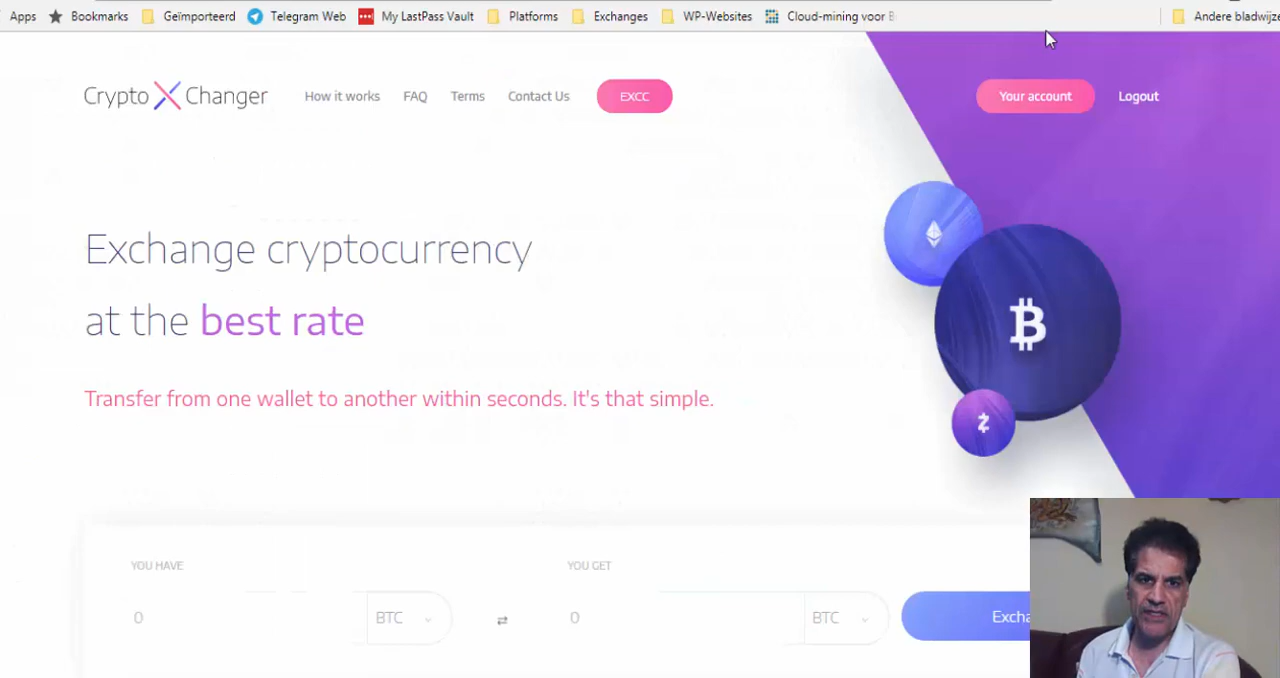 Apps Bookmarks Geïmporteerd Telegram Web My LastPass Vault Platforms Exchanges WP-Websites Cloud-mining voor Andere bladwijze
Crypto X Changer How it works FAQ Terms Contact Us EXCC Your account Logout
Exchange cryptocurrency
at the best rate
Transfer from one wallet to another within seconds. It's that simple.
YOU HAVE YOU GET
0 BTC 0 BTC Excha